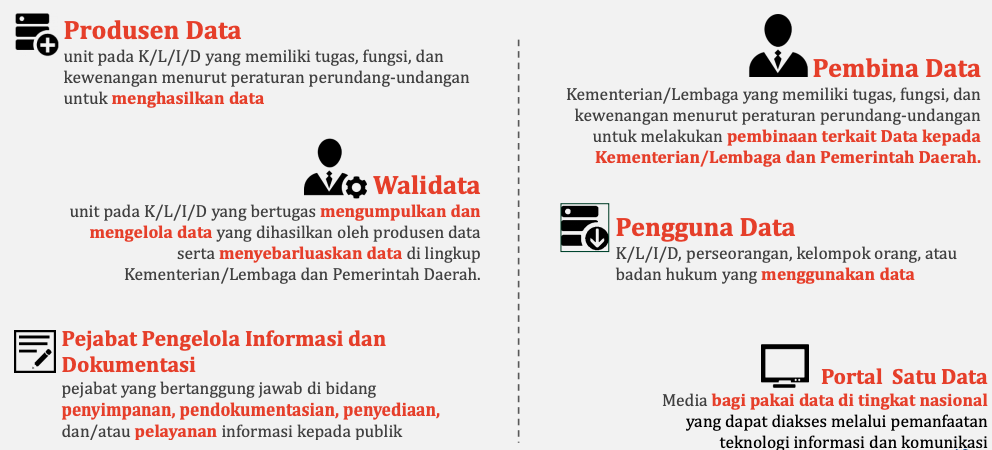 Produsen Data
unit pada K/L/I/D yang memiliki tugas, fungsi, dan
kewenangan menurut peraturan perundang-undangan
untuk menghasilkan data
Walidata
unit pada K/L/I/D yang bertugas mengumpulkan dan
mengelola data yang dihasilkan oleh produsen data
serta menyebarluaskan data di lingkup
Kementerian/Lembaga dan Pemerintah Daerah.
Pejabat Pengelola Informasi dan
Dokumentasi
pejabat yang bertanggung jawab di bidang
penyimpanan, pendokumentasian, penyediaan,
dan/atau pelayanan informasi kepada publik
Pembina Data
Kementerian/Lembaga yang memiliki tugas, fungsi, dan
kewenangan menurut peraturan perundang-undangan
untuk melakukan pembinaan terkait Data kepada
Kementerian/Lembaga dan Pemerintah Daerah.
Pengguna Data
K/L/I/D, perseorangan, kelompok orang, atau
badan hukum yang menggunakan data
Portal Satu Data
Media bagi pakai data di tingkat nasional
yang dapat diakses melalui pemanfaatan
teknologi informasi dan komunikasi